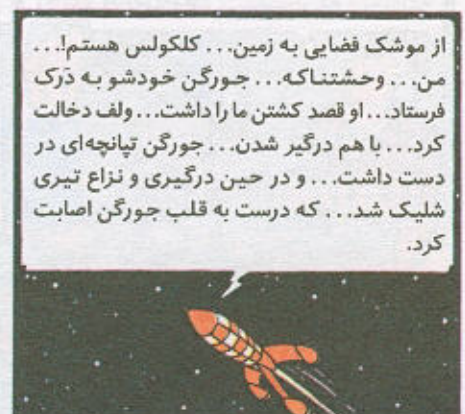 از موشک فضایی به زمین... کلکولس هستم!...
من... وحشتناکه... جورگن خودشو به دَرَک
فرستاد... او قصد کشتن ما را داشت... ولف دخالت
کرد... با هم درگیر شدن... جورگن تپانچه‌ای در
دست داشت... و در حین درگیری و نزاع تیری
شلیک شد... که درست به قلب جورگن اصابت
کرد.